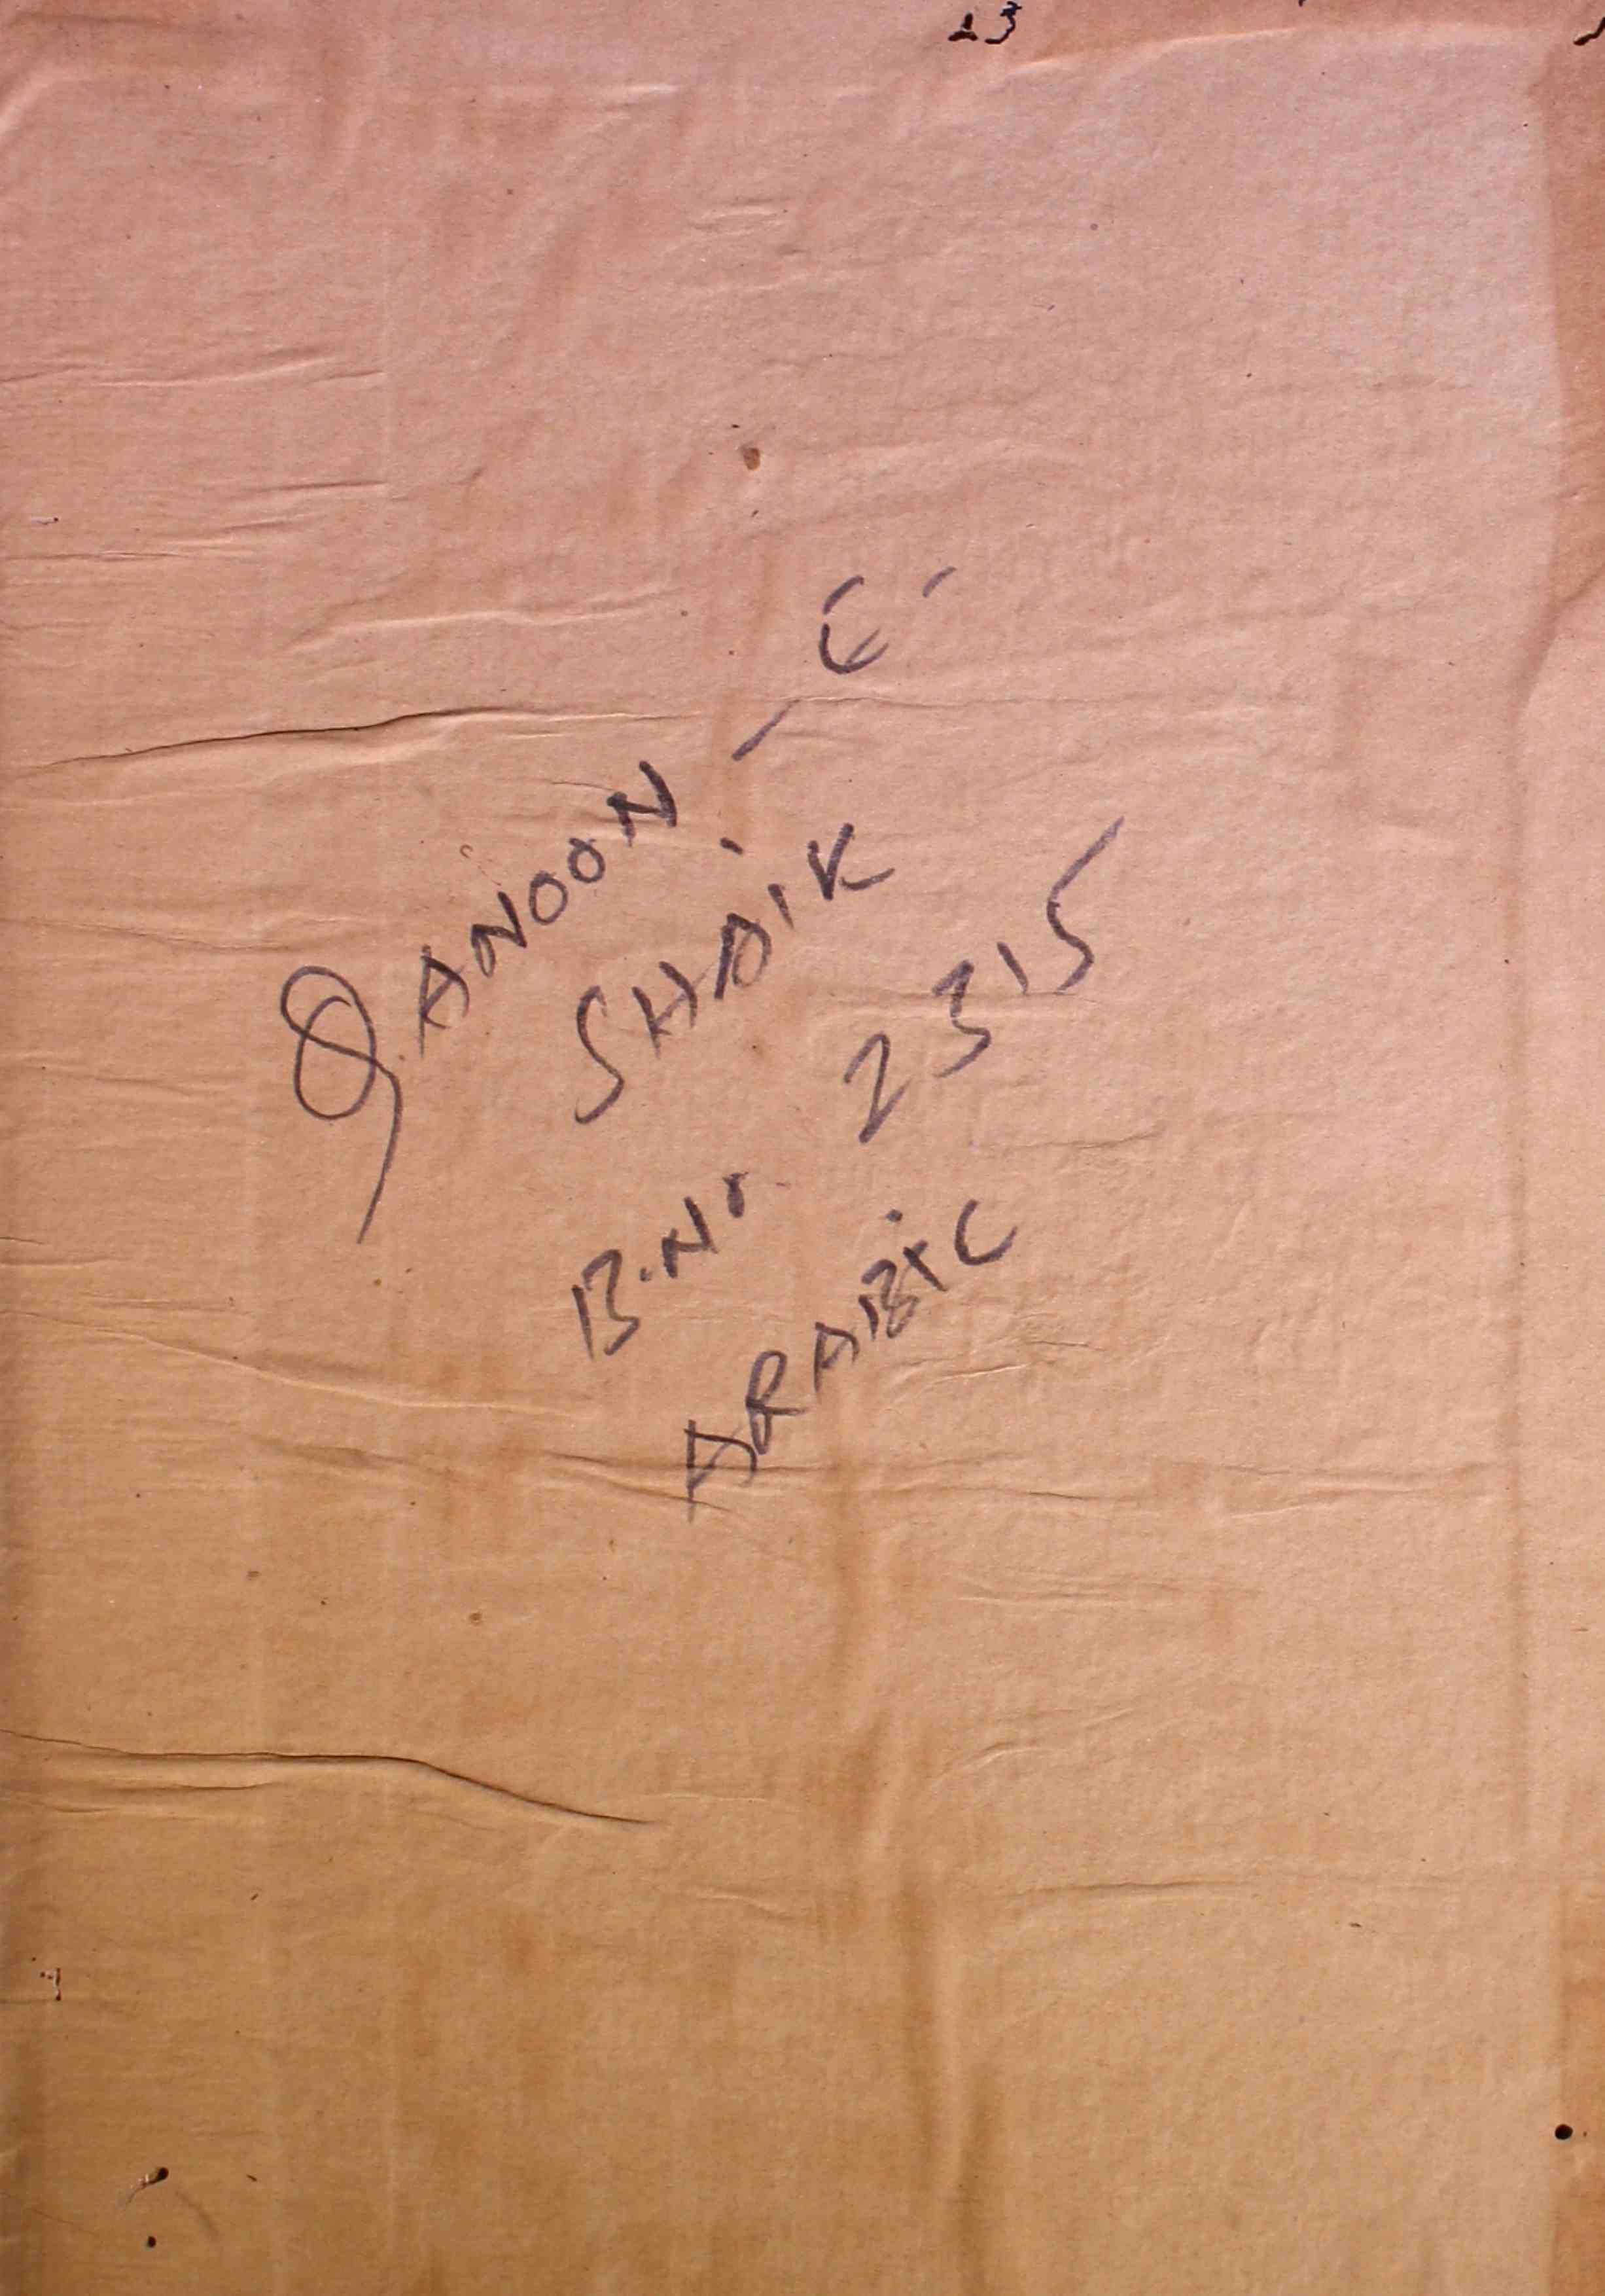 23
QANOON - E -
SHAIK
B.No. 2315
ARABIC